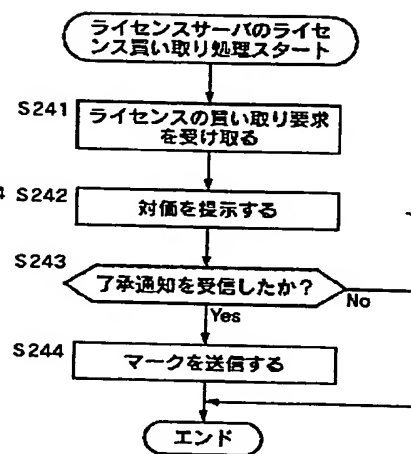 ライセンスサーバのライセ
ンス買い取り処理スタート
S241
ライセンスの買い取り要求
を受け取る
4 S242
対価を提示する
S243
了承通知を受信したか？
No
Yes
S244
マークを送信する
エンド